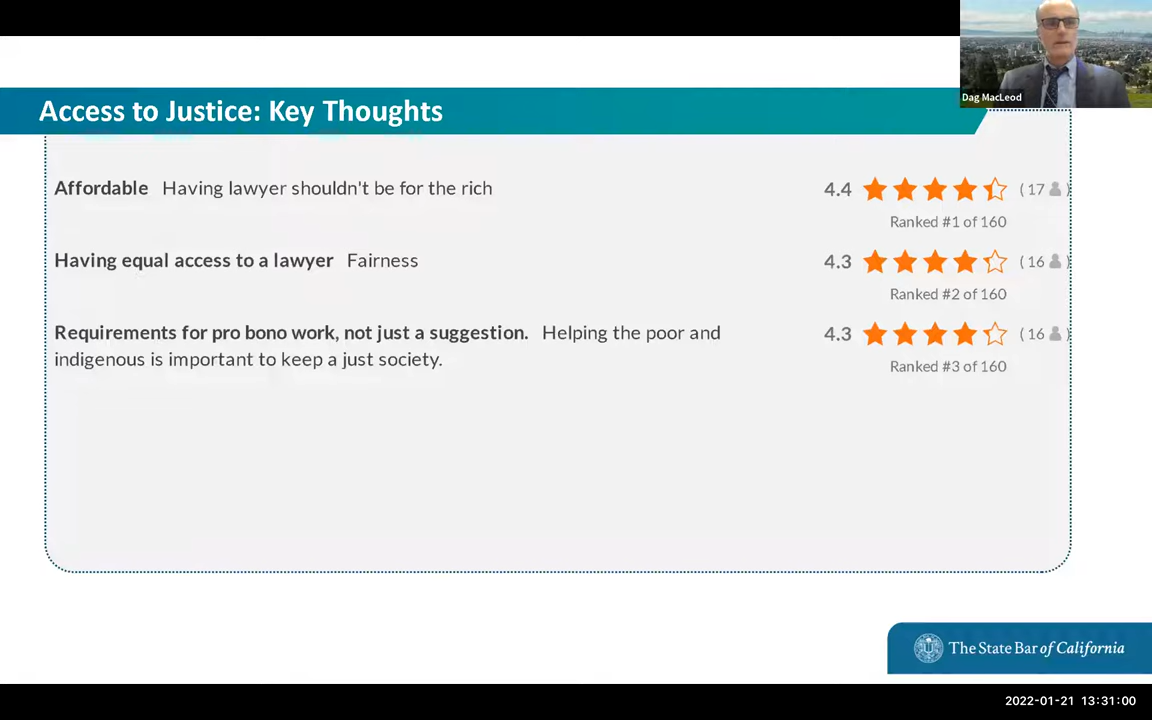 Dag MacLeod
Access to Justice: Key Thoughts
Affordable Having lawyer shouldn't be for the rich
4.4 (17)
Ranked #1 of 160
Having equal access to a lawyer Fairness
4.3 (16)
Ranked #2 of 160
Requirements for pro bono work, not just a suggestion. Helping the poor and
indigenous is important to keep a just society.
4.3 (16)
Ranked #3 of 160
The State Bar of California
2022-01-21 13:31:00